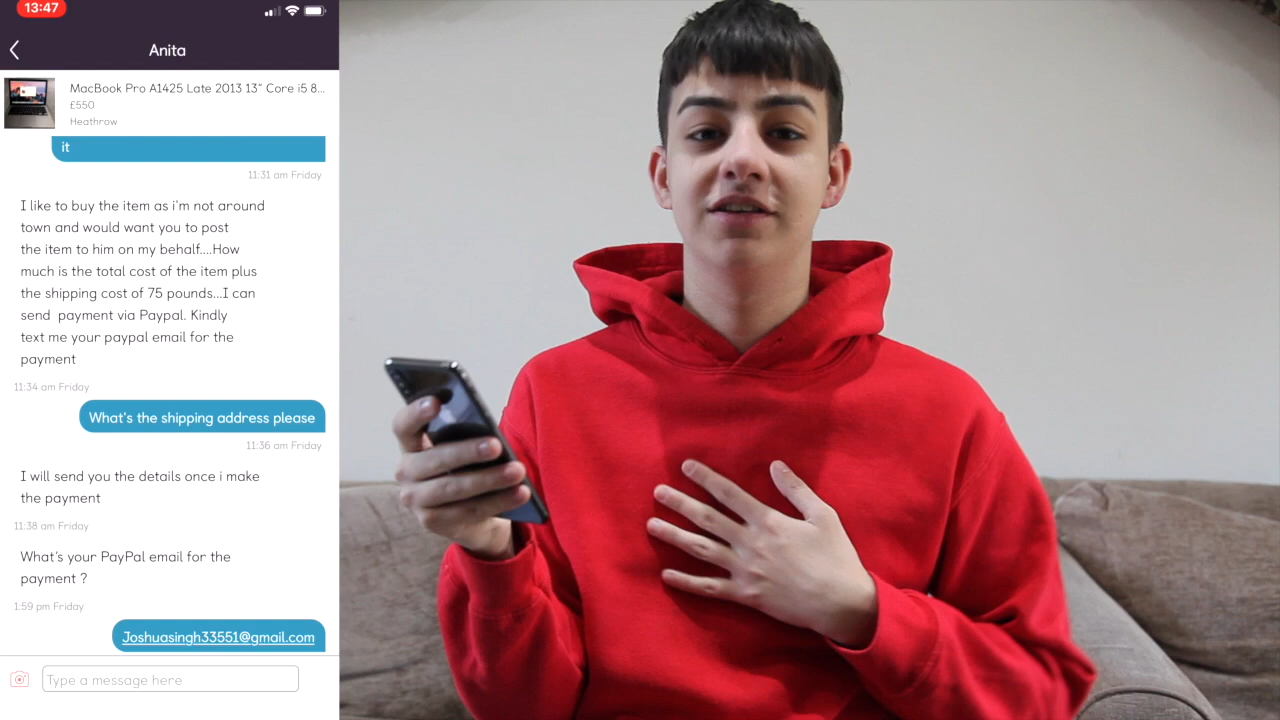 13:47
Anita
MacBook Pro A1425 Late 2013 13" Core i5 8...
£550
Heathrow
it
11:31 am Friday
I like to buy the item as i'm not around
town and would want you to post
the item to him on my behalf....How
much is the total cost of the item plus
the shipping cost of 75 pounds...I can
send payment via Paypal. Kindly
text me your paypal email for the
payment
11:34 am Friday
What's the shipping address please
11:36 am Friday
I will send you the details once i make
the payment
11:38 am Friday
What's your PayPal email for the
payment ?
1:59 pm Friday
Joshuasingh33551@gmail.com
Type a message here